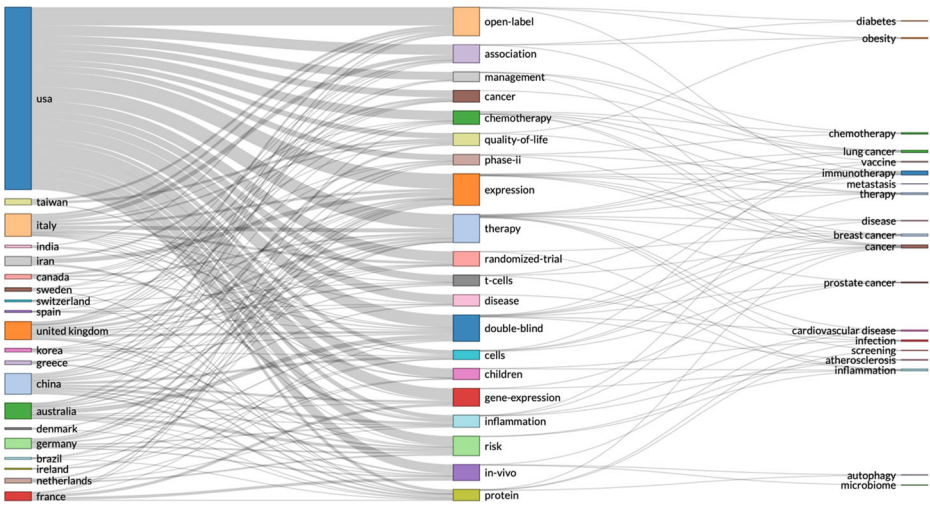 usa
taiwan
italy
india
iran
canada
sweden
switzerland
spain
united kingdom
korea
greece
china
australia
denmark
germany
brazil
ireland
netherlands
france
open-label
association
management
cancer
chemotherapy
quality-of-life
phase-ii
expression
therapy
randomized-trial
t-cells
disease
double-blind
cells
children
gene-expression
inflammation
risk
in-vivo
protein
diabetes
obesity
chemotherapy
lung cancer
vaccine
immunotherapy
metastasis
therapy
disease
breast cancer
cancer
prostate cancer
cardiovascular disease
infection
screening
atherosclerosis
inflammation
autophagy
microbiome